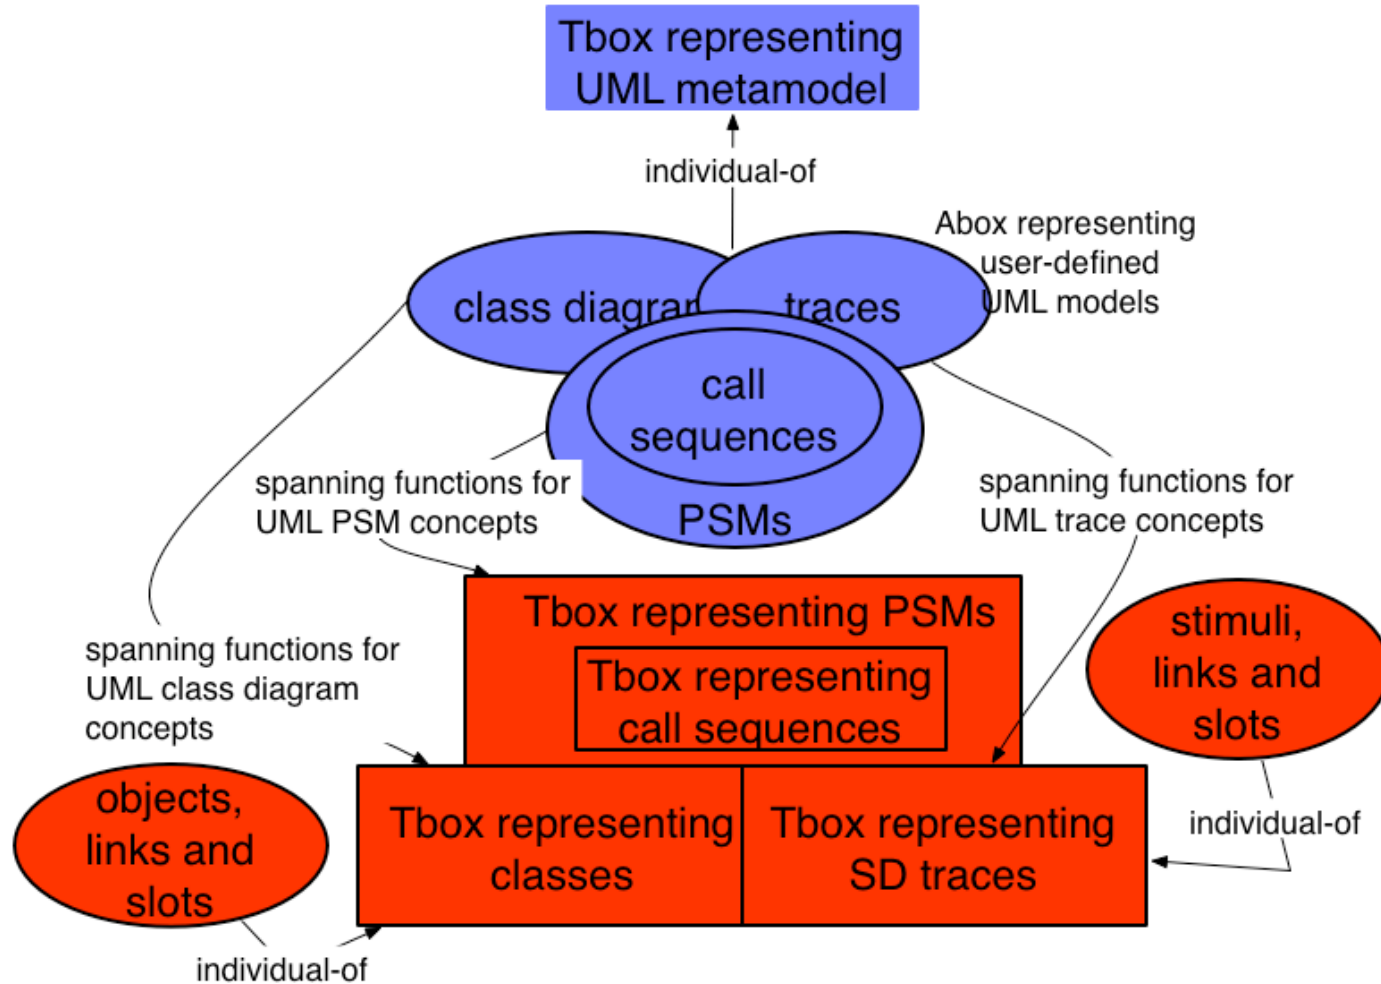 Tbox representing
UML metamodel
individual-of
Abox representing
user-defined
UML models
class diagram
traces
call
sequences
PSMs
spanning functions for
UML PSM concepts
spanning functions for
UML trace concepts
Tbox representing PSMs
Tbox representing
call sequences
stimuli,
links and
slots
spanning functions for
UML class diagram
concepts
objects,
links and
slots
Tbox representing
classes
Tbox representing
SD traces
individual-of
individual-of